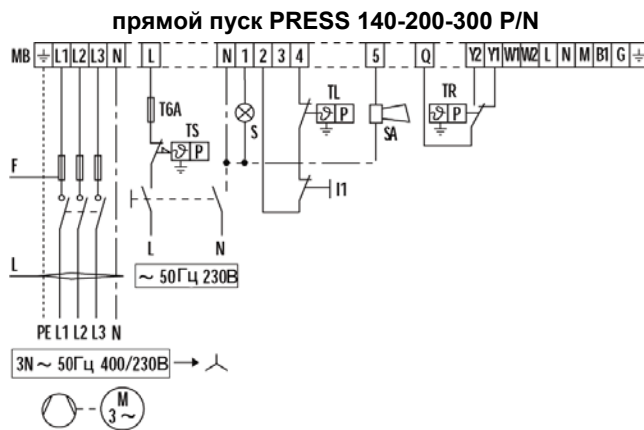 прямой пуск PRESS 140-200-300 P/N
MB L1 L2 L3 N L N 1 2 3 4 5 Q Y2 Y1 W1 W2 L N M B1 G
T6A
TS
P
S
TL
P
SA
TR
P
F
I1
L
L N
~ 50Гц 230В
PE L1 L2 L3 N
3N ~ 50Гц 400/230В
M
3 ~